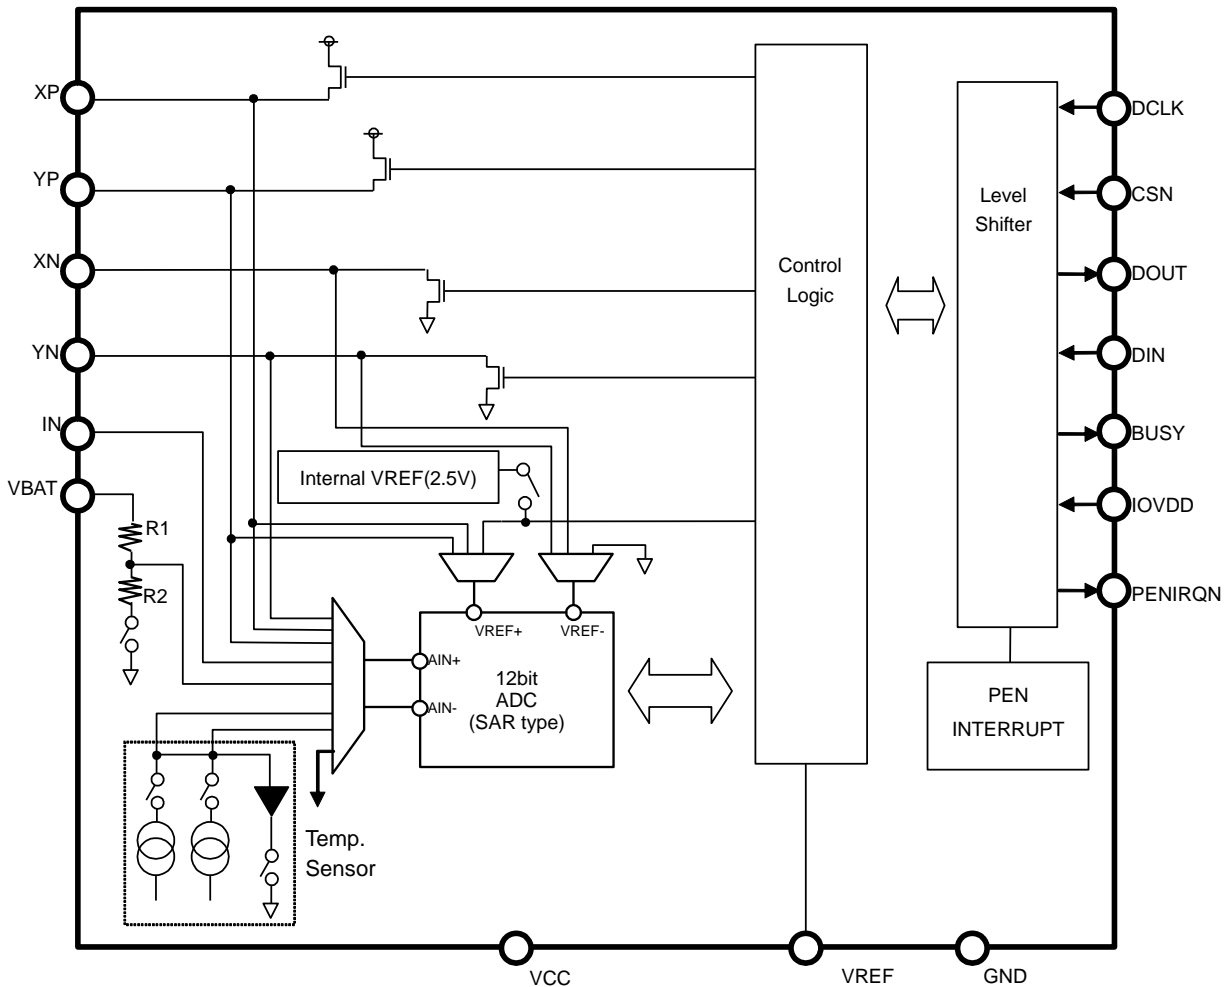 XP
YP
XN
YN
IN
VBAT
R1
R2
Internal VREF(2.5V)
VREF+
VREF-
AIN+
AIN-
12bit
ADC
(SAR type)
Temp.
Sensor
Control
Logic
Level
Shifter
PEN
INTERRUPT
DCLK
CSN
DOUT
DIN
BUSY
IOVDD
PENIRQN
VCC
VREF
GND